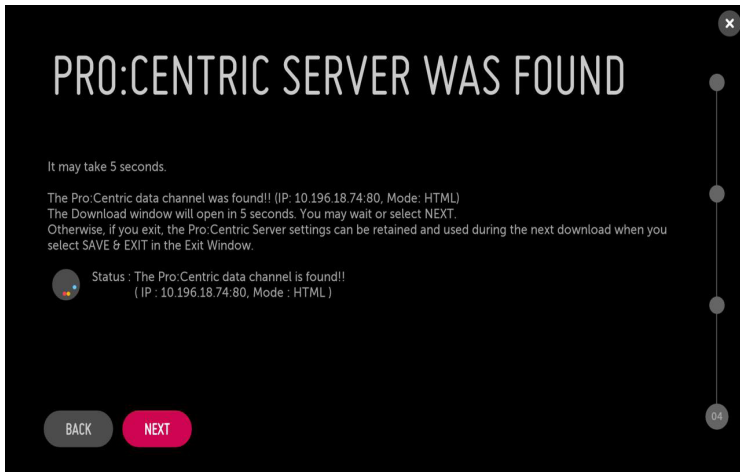 PRO:CENTRIC SERVER WAS FOUND
It may take 5 seconds.
The Pro:Centric data channel was found!! (IP: 10.196.18.74:80, Mode: HTML)
The Download window will open in 5 seconds. You may wait or select NEXT.
Otherwise, if you exit, the Pro:Centric Server settings can be retained and used during the next download when you
select SAVE & EXIT in the Exit Window.
Status : The Pro:Centric data channel is found!!
( IP : 10.196.18.74:80, Mode : HTML )
04
BACK
NEXT